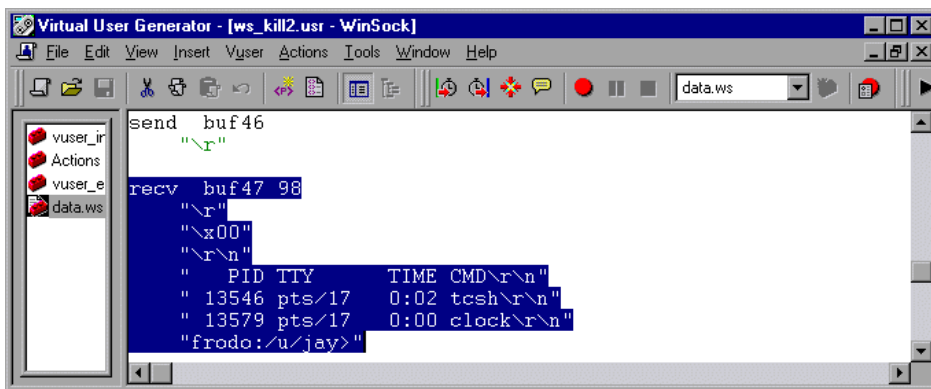 Virtual User Generator - [ws_kill2.usr - WinSock]
File Edit View Insert Vuser Actions Tools Window Help
<P> data.ws
vuser_ir
Actions
vuser_e
data.ws
send buf46
"\r"
recv buf47 98
"\r"
"\x00"
"\r\n"
"   PID TTY      TIME CMD\r\n"
" 13546 pts/17   0:02 tcsh\r\n"
" 13579 pts/17   0:00 clock\r\n"
"frodo:/u/jay>"